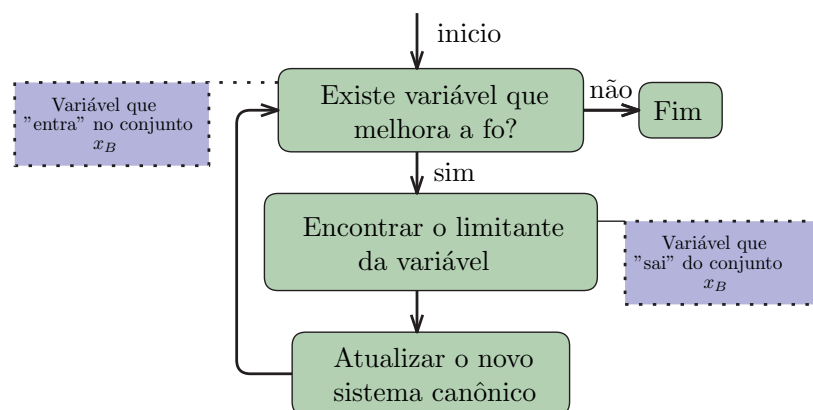 inicio
Existe variável que
melhora a fo?
não
Fim
Variável que
"entra" no conjunto
x_B
sim
Encontrar o limitante
da variável
Variável que
"sai" do conjunto
x_B
Atualizar o novo
sistema canônico